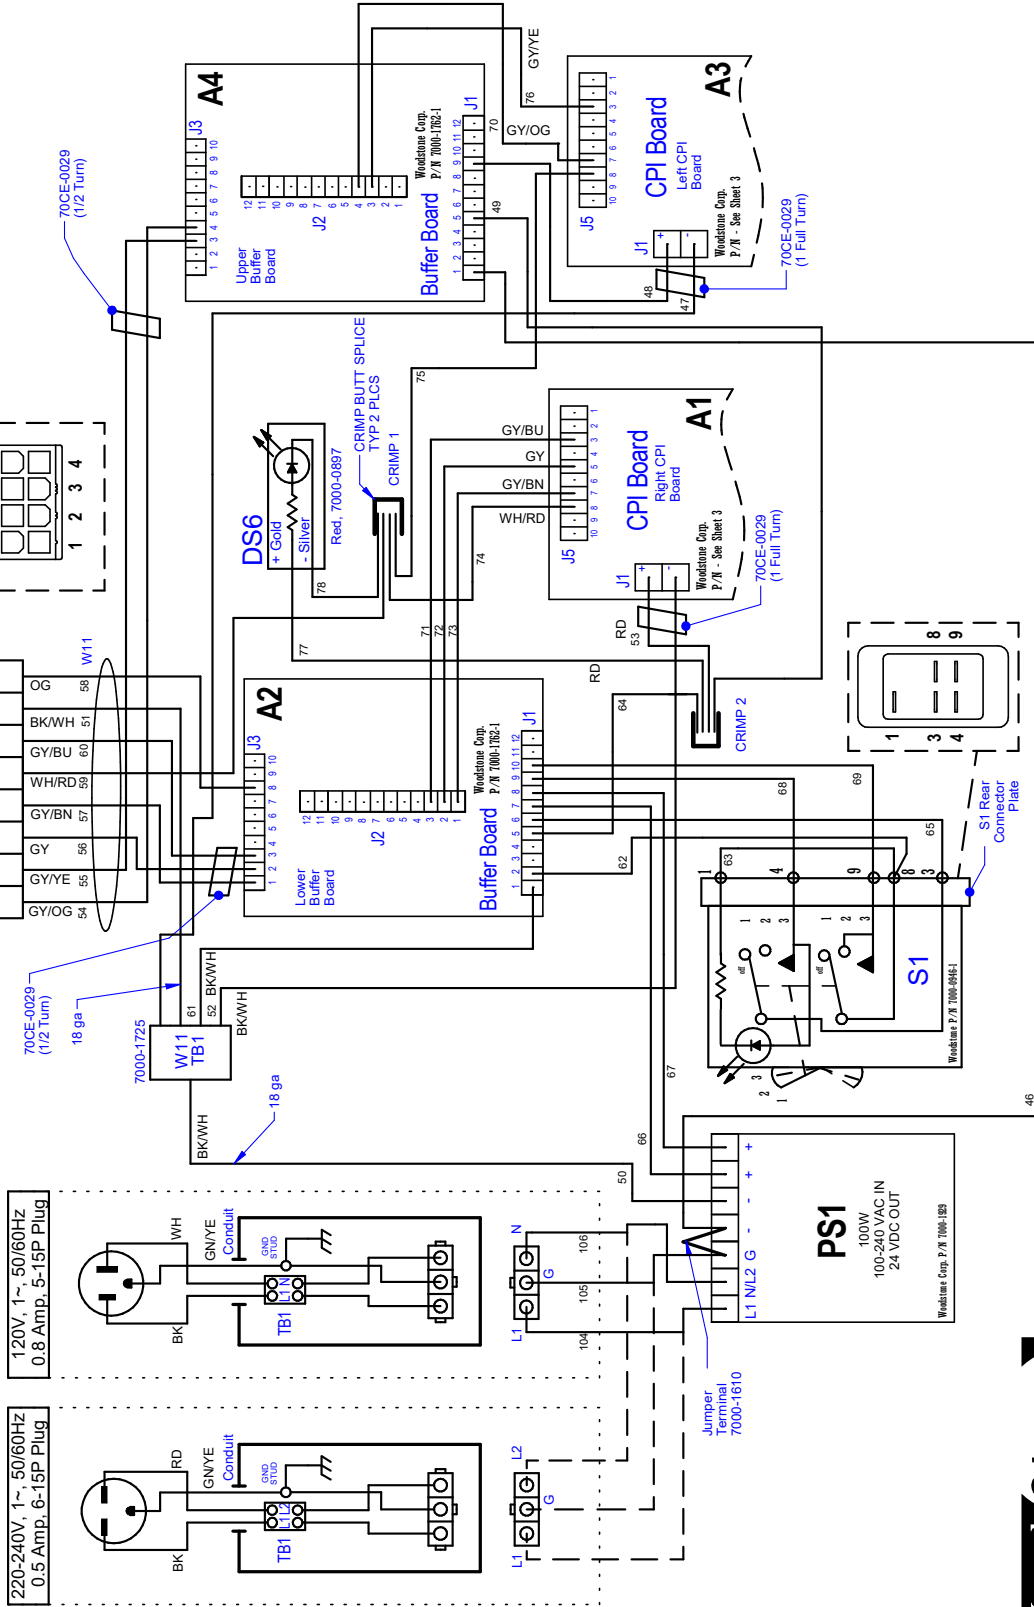 70CE-0029
(1/2 Turn)
A4
J3
1 2 3 4 5 6 7 8 9 10
Upper
Buffer
Board
J2
12 11 10 9 8 7 6 5 4 3 2 1
Buffer Board
Woodstone Corp.
P/N 7000-1762-1
J1
1 2 3 4 5 6 7 8 9 10 11 12
GY/YE
76
70
GY/OG
49
A3
CPI Board
Left CPI
Board
J5
10 9 8 7 6 5 4 3 2 1
J1
+
-
Woodstone Corp.
P/N - See Sheet 3
48
47
70CE-0029
(1 Full Turn)
1 2 3 4
DS6
+ Gold
- Silver
Red, 7000-0897
78
77
CRIMP BUTT SPLICE
TYP 2 PLCS
CRIMP 1
75
74
GY/BU
GY
GY/BN
WH/RD
71
72
73
A1
CPI Board
Right CPI
Board
J5
10 9 8 7 6 5 4 3 2 1
J1
+
-
Woodstone Corp.
P/N - See Sheet 3
RD
53
70CE-0029
(1 Full Turn)
W11
OG 58
BK/WH 51
GY/BU 60
WH/RD 59
GY/BN 57
GY 56
GY/YE 55
GY/OG 54
A2
J3
1 2 3 4 5 6 7 8 9 10
Lower
Buffer
Board
J2
12 11 10 9 8 7 6 5 4 3 2 1
Buffer Board
Woodstone Corp.
P/N 7000-1762-1
J1
1 2 3 4 5 6 7 8 9 10 11 12
RD
64
CRIMP 2
68
69
62
63
65
66
67
1
3
4
8
9
S1 Rear
Connector
Plate
1
4
9
8
3
off
1
2
3
off
1
2
3
S1
Woodstone P/N 7000-0946-1
1
2
3
70CE-0029
(1/2 Turn)
18 ga
7000-1725
W11
TB1
61
52
BK/WH
BK/WH
BK/WH
18 ga
50
46
120V, 1~, 50/60Hz
0.8 Amp, 5-15P Plug
BK
WH
GN/YE
Conduit
GND
STUD
TB1
L1 N
L1
G
N
104
105
106
220-240V, 1~, 50/60Hz
0.5 Amp, 6-15P Plug
BK
RD
GN/YE
Conduit
GND
STUD
TB1
L1 L2
L1
G
L2
Jumper
Terminal
7000-1610
L1 N/L2 G - - + +
PS1
100W
100-240 VAC IN
24 VDC OUT
Woodstone Corp. P/N 7000-1929